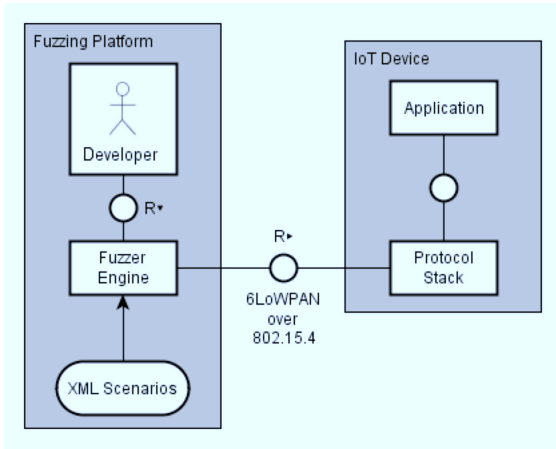 Fuzzing Platform
Developer
R▾
Fuzzer
Engine
XML Scenarios
R▸
6LoWPAN
over
802.15.4
IoT Device
Application
Protocol
Stack